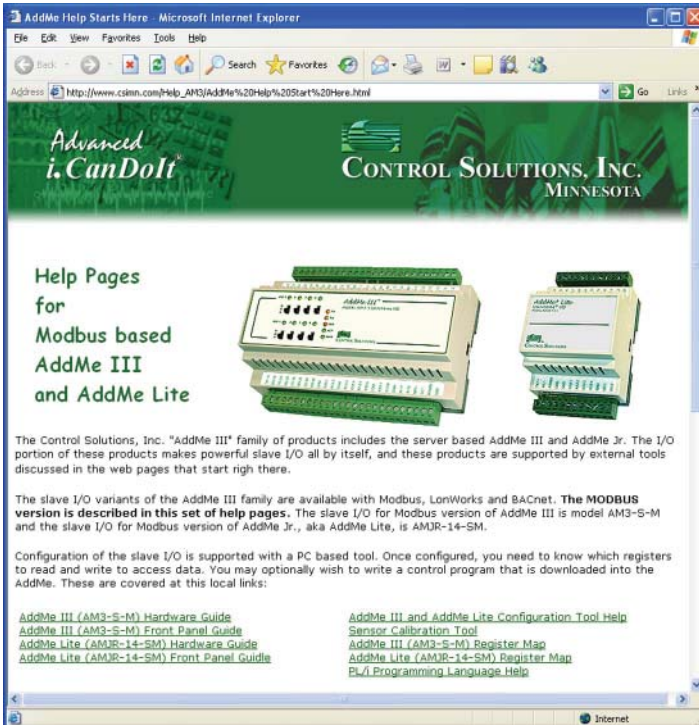 AddMe Help Starts Here - Microsoft Internet Explorer
File Edit View Favorites Tools Help
Back Search Favorites
Address http://www.csimn.com/Help_AM3/AddMe%20Help%20Start%20Here.html Go Links
Advanced
i.CanDoIt®
CONTROL SOLUTIONS, INC.
MINNESOTA
Help Pages
for
Modbus based
AddMe III
and AddMe Lite
AddMe III™
CONTROL SOLUTIONS
AddMe® Lite
CONTROL SOLUTIONS
The Control Solutions, Inc. "AddMe III" family of products includes the server based AddMe III and AddMe Jr. The I/O
portion of these products makes powerful slave I/O all by itself, and these products are supported by external tools
discussed in the web pages that start righ there.
The slave I/O variants of the AddMe III family are available with Modbus, LonWorks and BACnet. The MODBUS
version is described in this set of help pages. The slave I/O for Modbus version of AddMe III is model AM3-S-M
and the slave I/O for Modbus version of AddMe Jr., aka AddMe Lite, is AMJR-14-SM.
Configuration of the slave I/O is supported with a PC based tool. Once configured, you need to know which registers
to read and write to access data. You may optionally wish to write a control program that is downloaded into the
AddMe. These are covered at this local links:
AddMe III (AM3-S-M) Hardware Guide
AddMe III (AM3-S-M) Front Panel Guide
AddMe Lite (AMJR-14-SM) Hardware Guide
AddMe Lite (AMJR-14-SM) Front Panel Guidle
AddMe III and AddMe Lite Configuration Tool Help
Sensor Calibration Tool
AddMe III (AM3-S-M) Register Map
AddMe Lite (AMJR-14-SM) Register Map
PL/i Programming Language Help
Internet